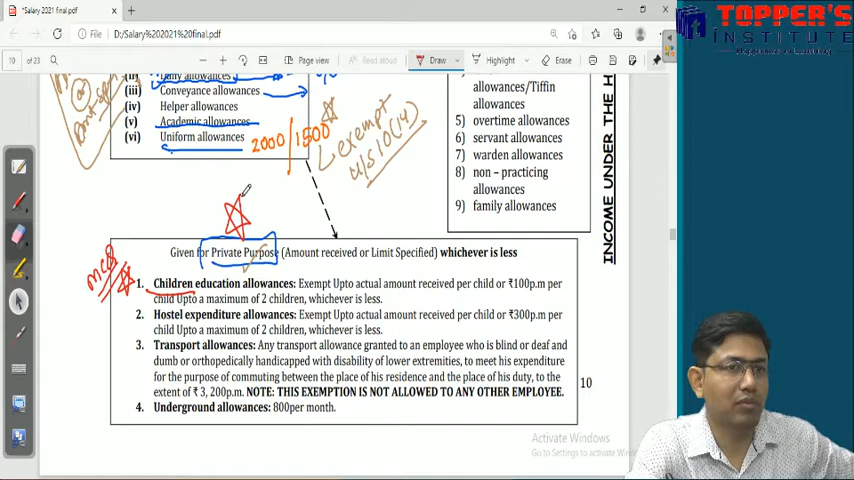 *Salary 2021 final.pdf
TOPPER'S
INSTITUTE
D:/Salary%202021%20final.pdf
10 of 23
Page view
Read aloud
Draw
Highlight
Erase
(ii) Daily allowances
(iii) Conveyance allowances
(iv) Helper allowances
(v) Academic allowances
(vi) Uniform allowances
2000/1500
exempt
u/s 10(14)
allowances/Tiffin
allowances
5) overtime allowances
6) servant allowances
7) warden allowances
8) non – practicing
allowances
9) family allowances
INCOME UNDER THE H
Given for Private Purpose (Amount received or Limit Specified) whichever is less
MCQ
1. Children education allowances: Exempt Upto actual amount received per child or ₹100p.m per
child Upto a maximum of 2 children, whichever is less.
2. Hostel expenditure allowances: Exempt Upto actual amount received per child or ₹300p.m per
child Upto a maximum of 2 children, whichever is less.
3. Transport allowances: Any transport allowance granted to an employee who is blind or deaf and
dumb or orthopedically handicapped with disability of lower extremities, to meet his expenditure
for the purpose of commuting between the place of his residence and the place of his duty, to the
extent of ₹ 3, 200p.m. NOTE: THIS EXEMPTION IS NOT ALLOWED TO ANY OTHER EMPLOYEE.
4. Underground allowances: 800per month.
10
Activate Windows
Go to Settings to activate Win